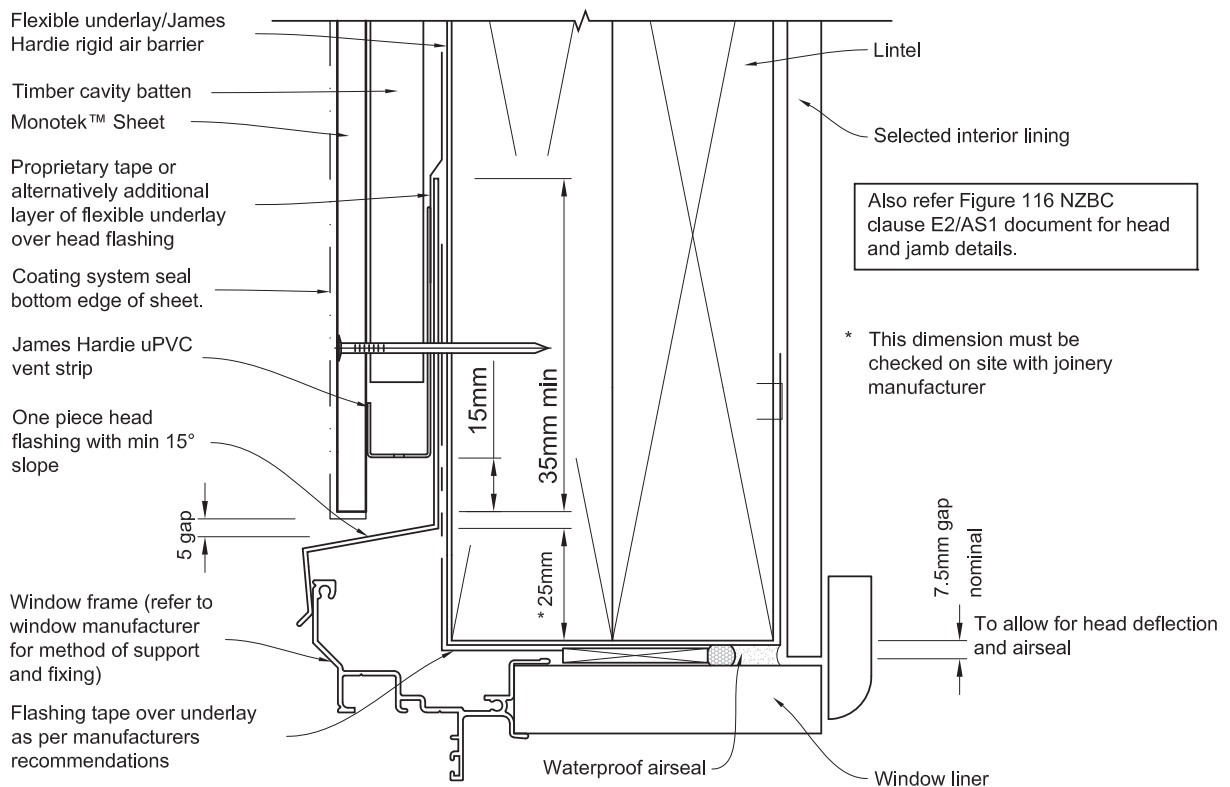 Flexible underlay/James
Hardie rigid air barrier
Timber cavity batten
Monotek™ Sheet
Proprietary tape or
alternatively additional
layer of flexible underlay
over head flashing
Coating system seal
bottom edge of sheet.
James Hardie uPVC
vent strip
One piece head
flashing with min 15°
slope
5 gap
Window frame (refer to
window manufacturer
for method of support
and fixing)
Flashing tape over underlay
as per manufacturers
recommendations
15mm
35mm min
* 25mm
Lintel
Selected interior lining
Also refer Figure 116 NZBC
clause E2/AS1 document for head
and jamb details.
* This dimension must be
checked on site with joinery
manufacturer
7.5mm gap
nominal
To allow for head deflection
and airseal
Waterproof airseal
Window liner